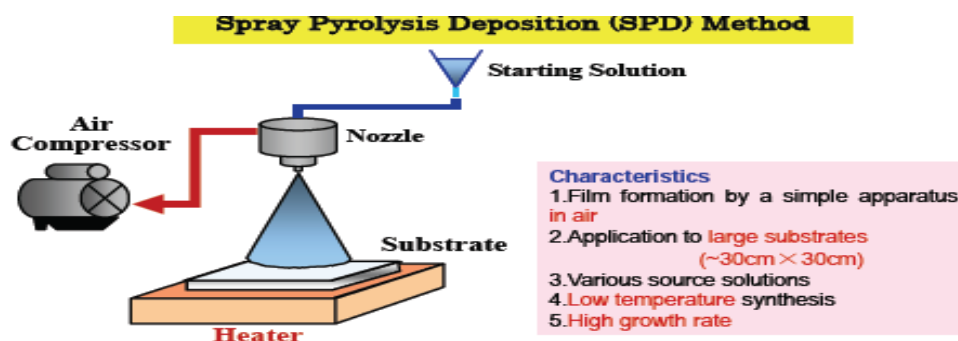 Spray Pyrolysis Deposition (SPD) Method
Starting Solution
Air
Compressor
Nozzle
Substrate
Heater
Characteristics
1.Film formation by a simple apparatus
in air
2.Application to large substrates
(~30cm×30cm)
3.Various source solutions
4.Low temperature synthesis
5.High growth rate